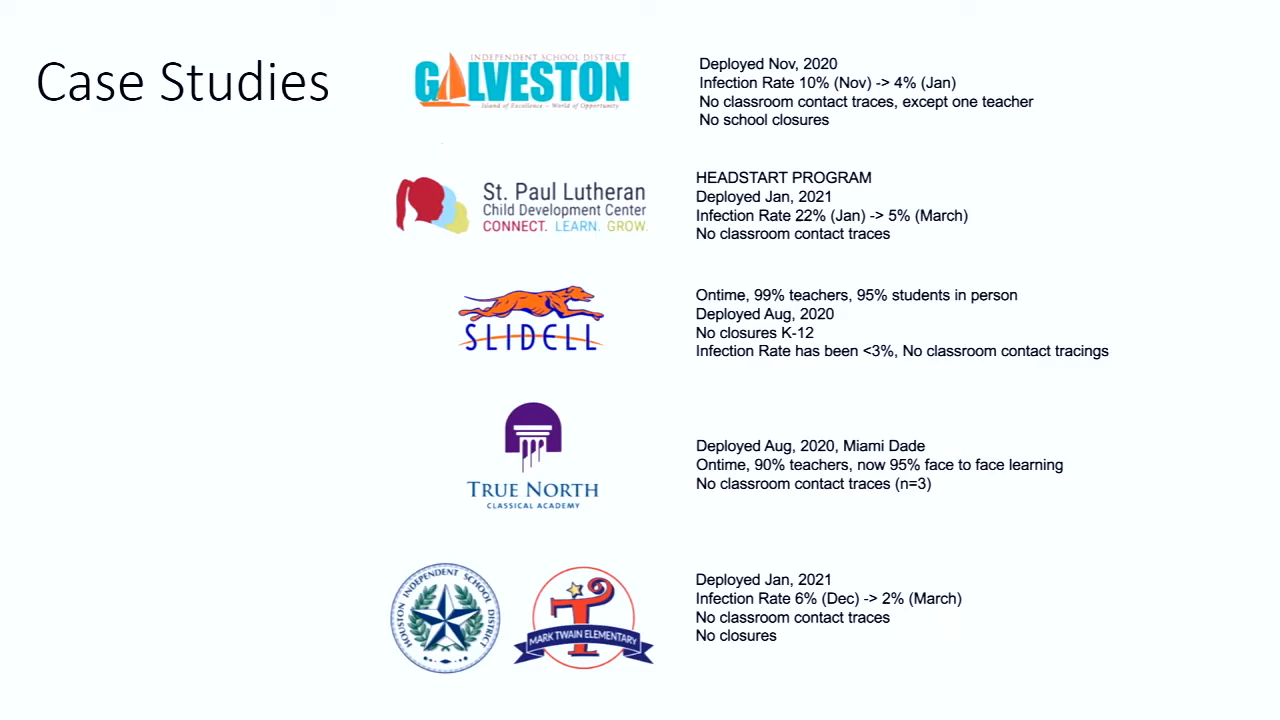 Case Studies
INDEPENDENT SCHOOL DISTRICT
GALVESTON
Island of Excellence ~ World of Opportunity
Deployed Nov, 2020
Infection Rate 10% (Nov) -> 4% (Jan)
No classroom contact traces, except one teacher
No school closures
St. Paul Lutheran
Child Development Center
CONNECT. LEARN. GROW.
HEADSTART PROGRAM
Deployed Jan, 2021
Infection Rate 22% (Jan) -> 5% (March)
No classroom contact traces
SLIDELL
Ontime, 99% teachers, 95% students in person
Deployed Aug, 2020
No closures K-12
Infection Rate has been <3%, No classroom contact tracings
TRUE NORTH
CLASSICAL ACADEMY
Deployed Aug, 2020, Miami Dade
Ontime, 90% teachers, now 95% face to face learning
No classroom contact traces (n=3)
HOUSTON INDEPENDENT SCHOOL DISTRICT
T
MARK TWAIN ELEMENTARY
Deployed Jan, 2021
Infection Rate 6% (Dec) -> 2% (March)
No classroom contact traces
No closures